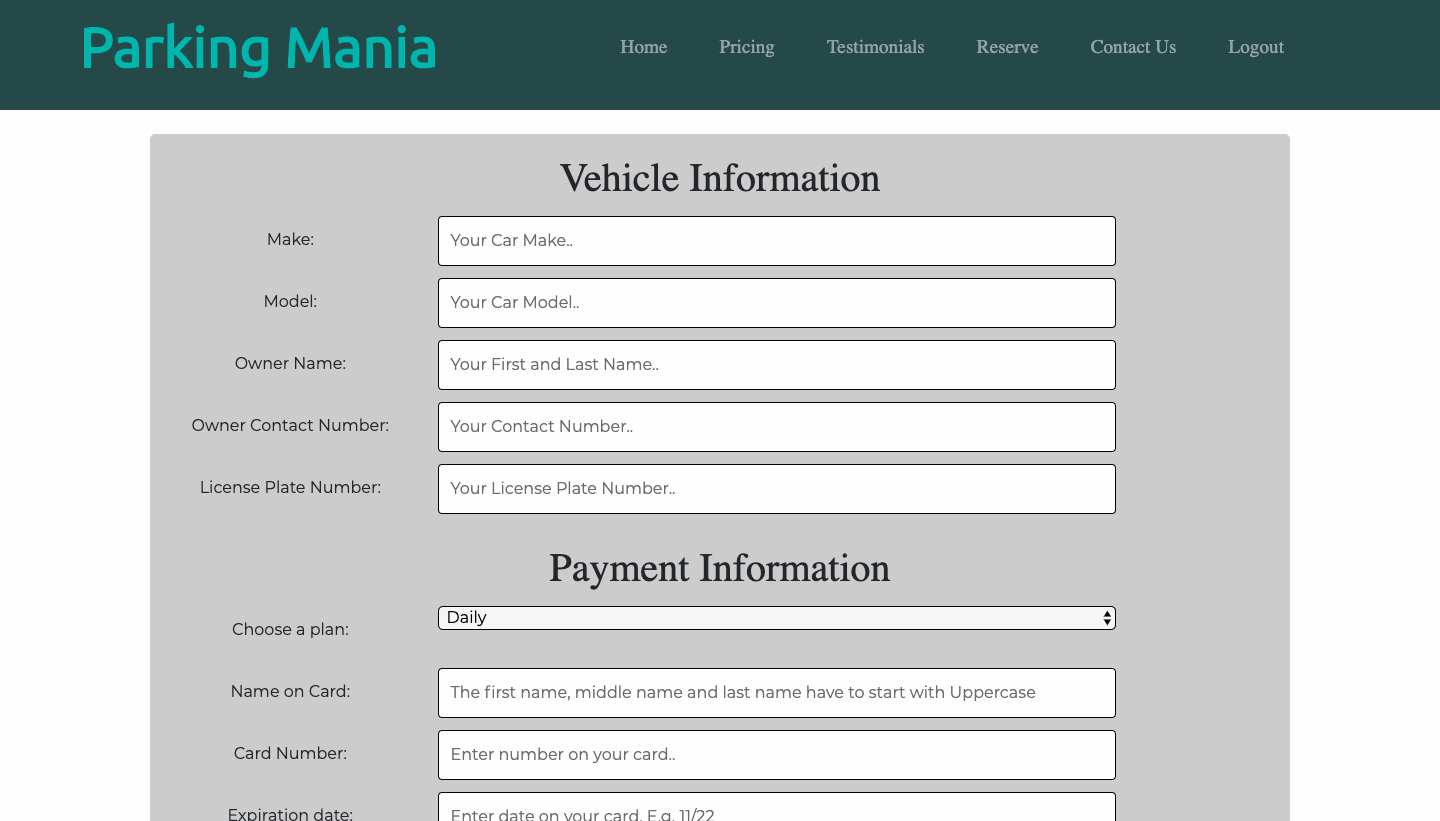 Parking Mania
Home Pricing Testimonials Reserve Contact Us Logout
Vehicle Information
Make: Your Car Make..
Model: Your Car Model..
Owner Name: Your First and Last Name..
Owner Contact Number: Your Contact Number..
License Plate Number: Your License Plate Number..
Payment Information
Choose a plan: Daily
Name on Card: The first name, middle name and last name have to start with Uppercase
Card Number: Enter number on your card..
Expiration date: Enter date on your card. E.g. 11/22